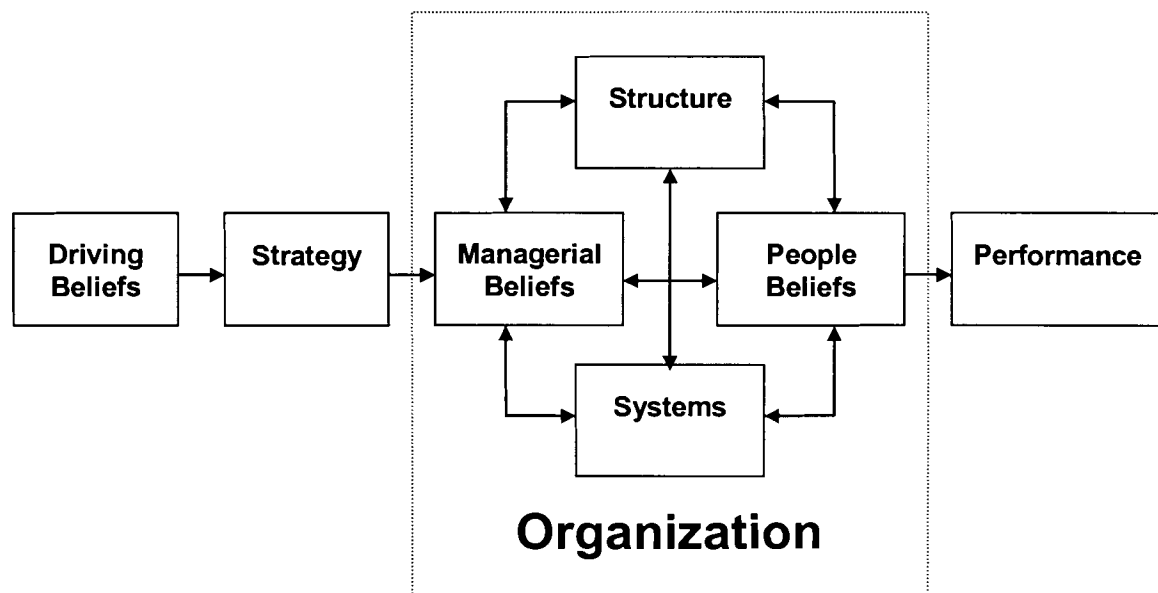 Structure
Driving
Beliefs
Strategy
Managerial
Beliefs
People
Beliefs
Performance
Systems
Organization